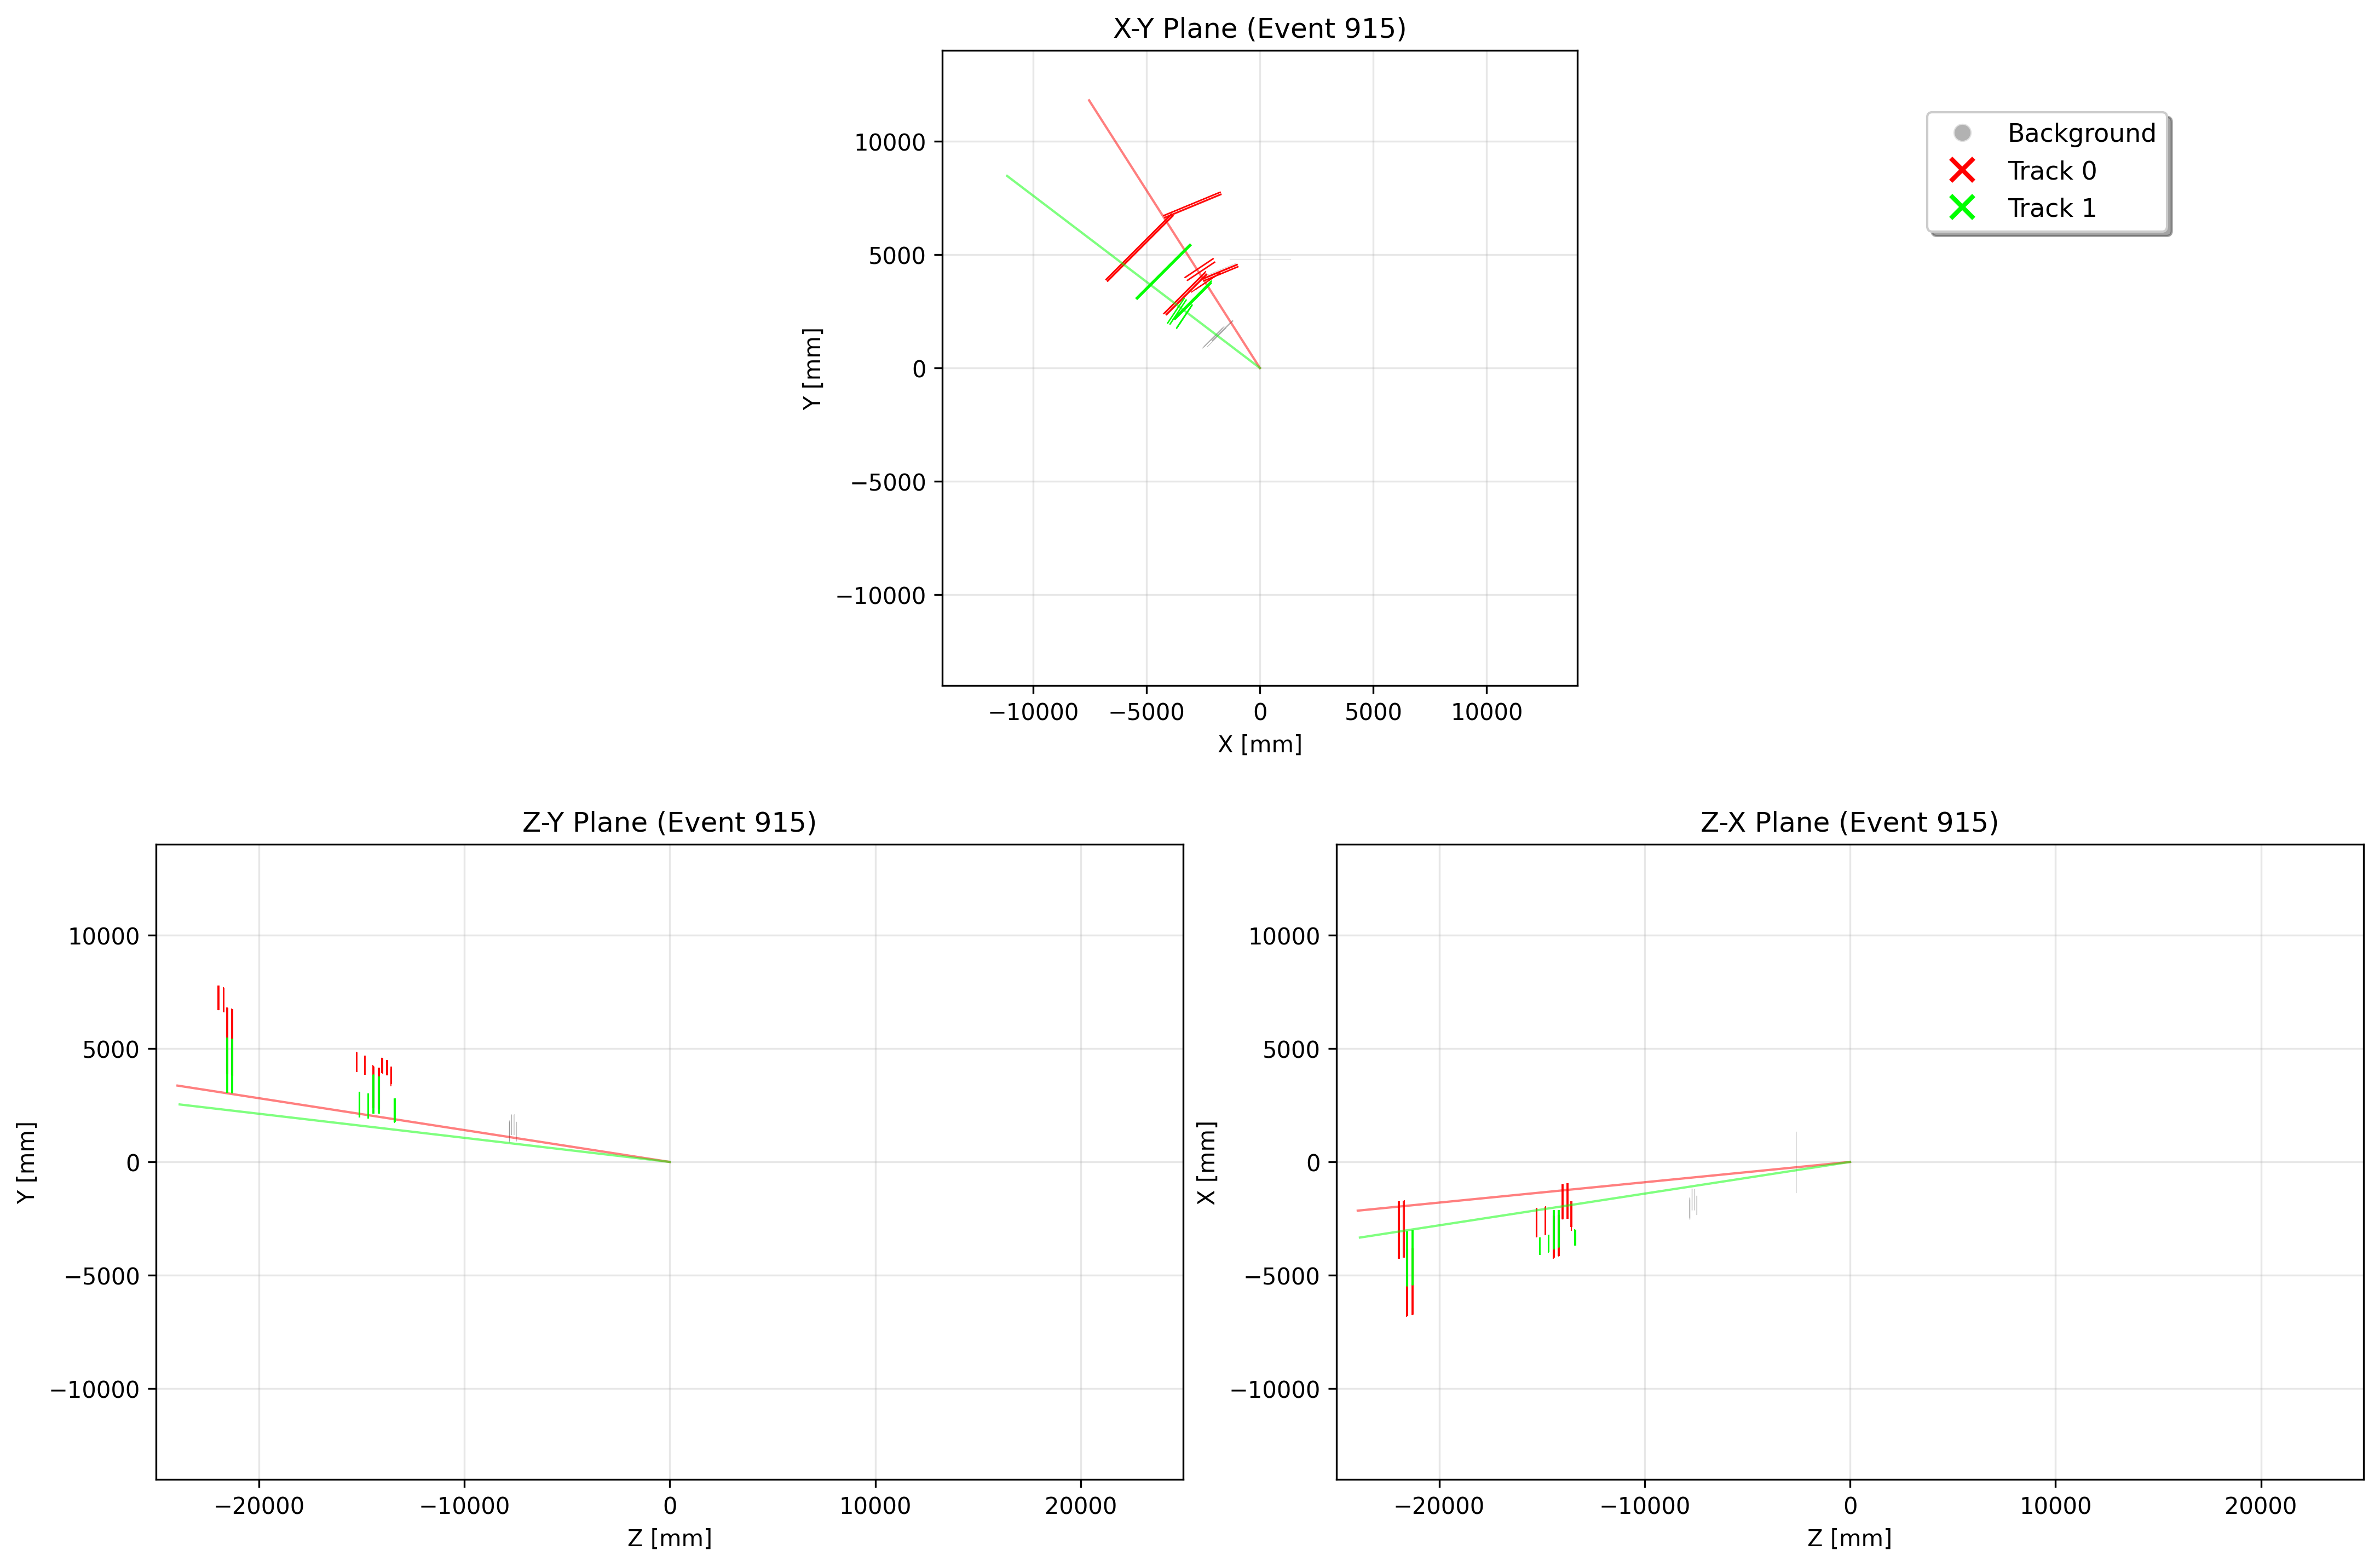 X-Y Plane (Event 915)
10000
5000
0
−5000
−10000
Y [mm]
−10000 −5000 0 5000 10000
X [mm]
Background
Track 0
Track 1
Z-Y Plane (Event 915)
10000
5000
0
−5000
−10000
Y [mm]
−20000 −10000 0 10000 20000
Z [mm]
Z-X Plane (Event 915)
10000
5000
0
−5000
−10000
X [mm]
−20000 −10000 0 10000 20000
Z [mm]